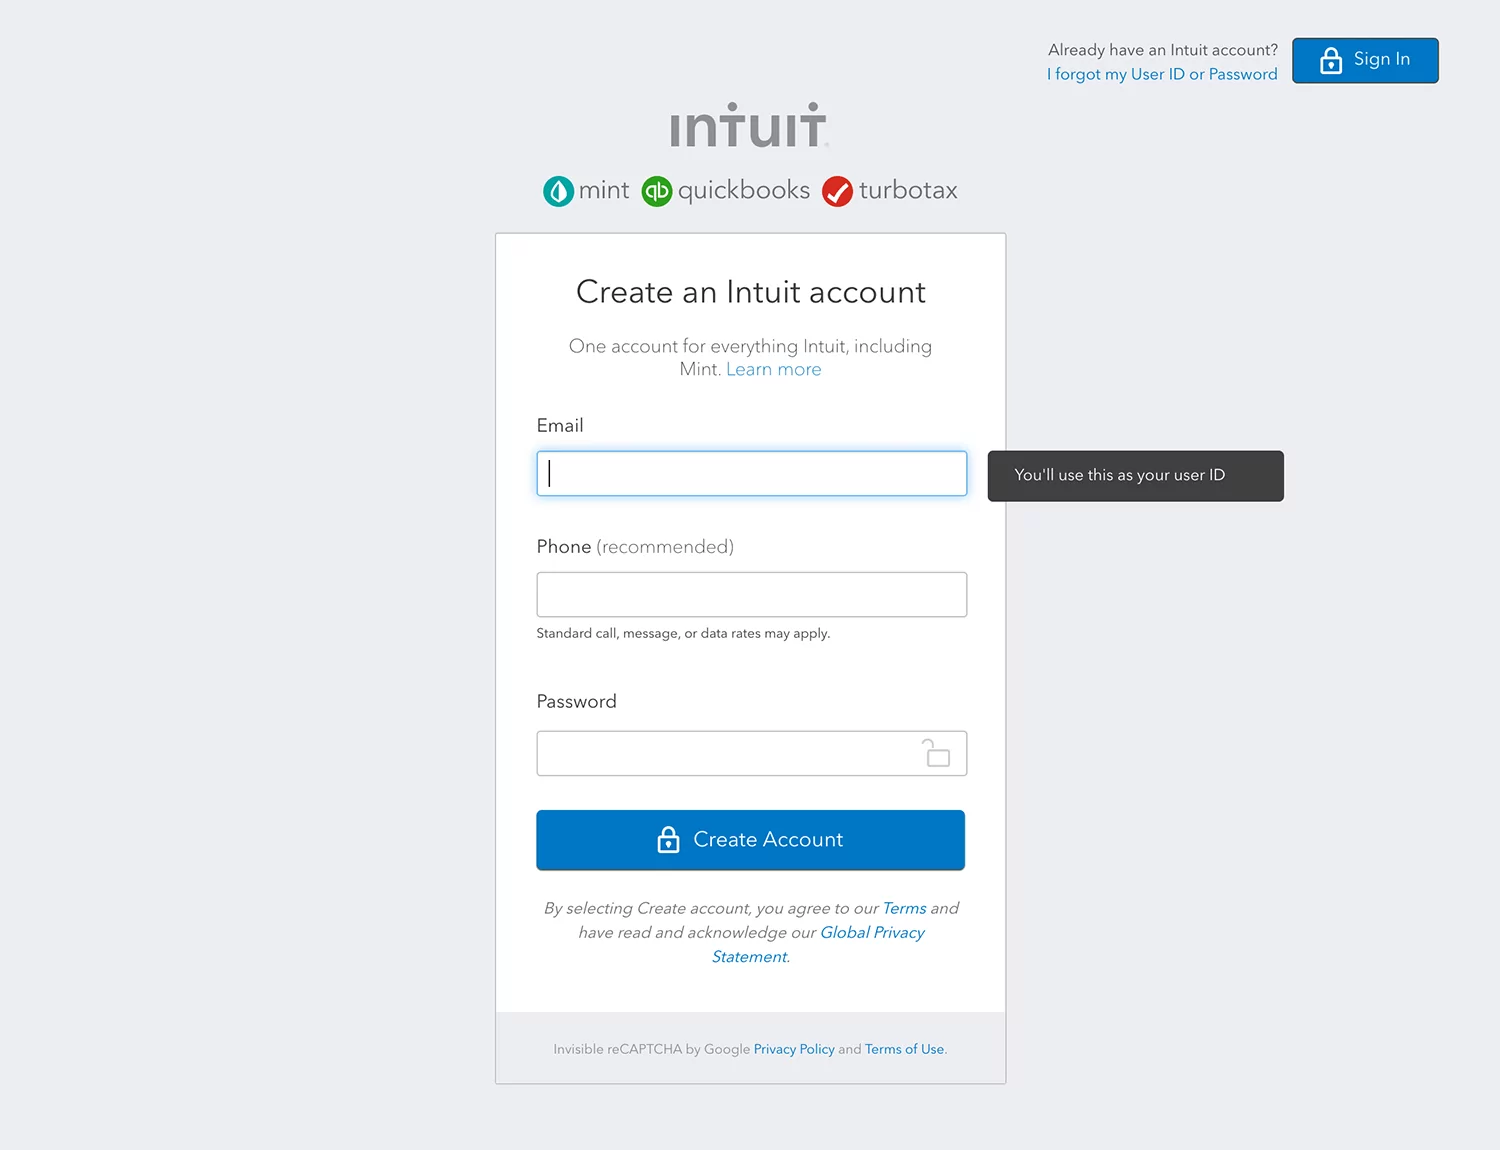 Already have an Intuit account?
I forgot my User ID or Password
Sign In
intuit
mint quickbooks turbotax
Create an Intuit account
One account for everything Intuit, including
Mint. Learn more
Email
You'll use this as your user ID
Phone (recommended)
Standard call, message, or data rates may apply.
Password
Create Account
By selecting Create account, you agree to our Terms and
have read and acknowledge our Global Privacy
Statement.
Invisible reCAPTCHA by Google Privacy Policy and Terms of Use.